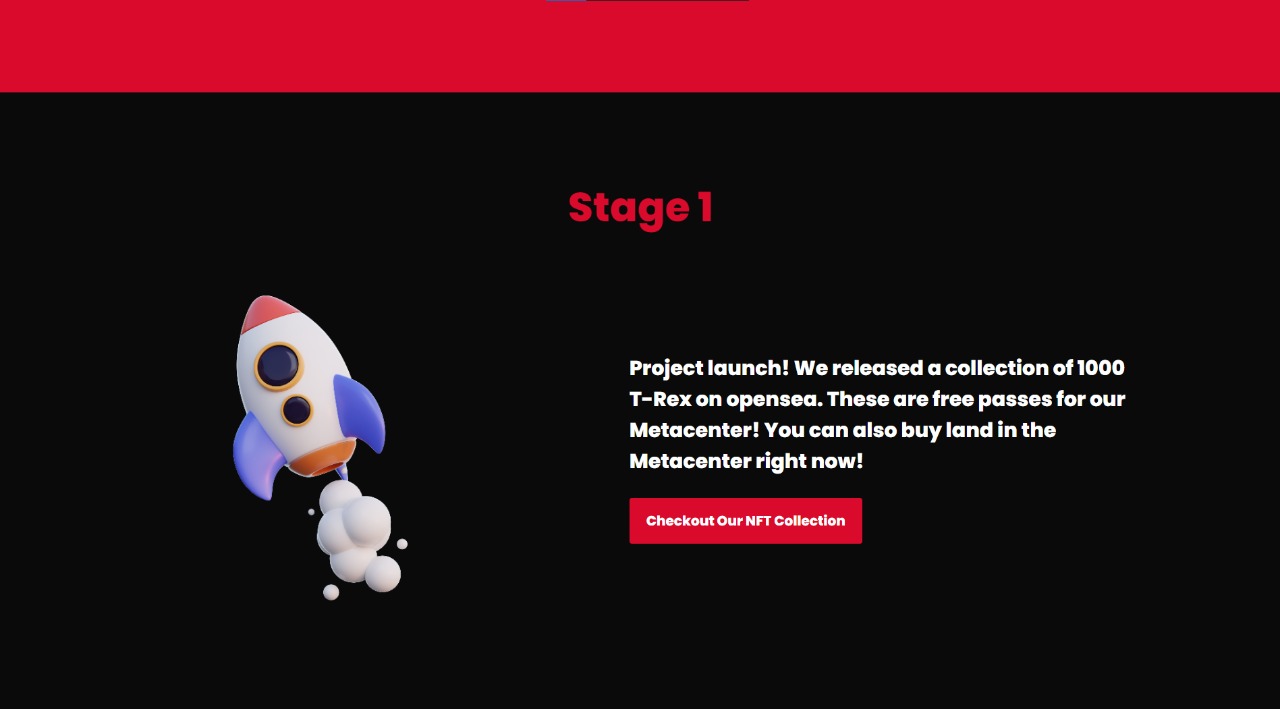 Stage 1
Project launch! We released a collection of 1000
T-Rex on opensea. These are free passes for our
Metacenter! You can also buy land in the
Metacenter right now!
Checkout Our NFT Collection